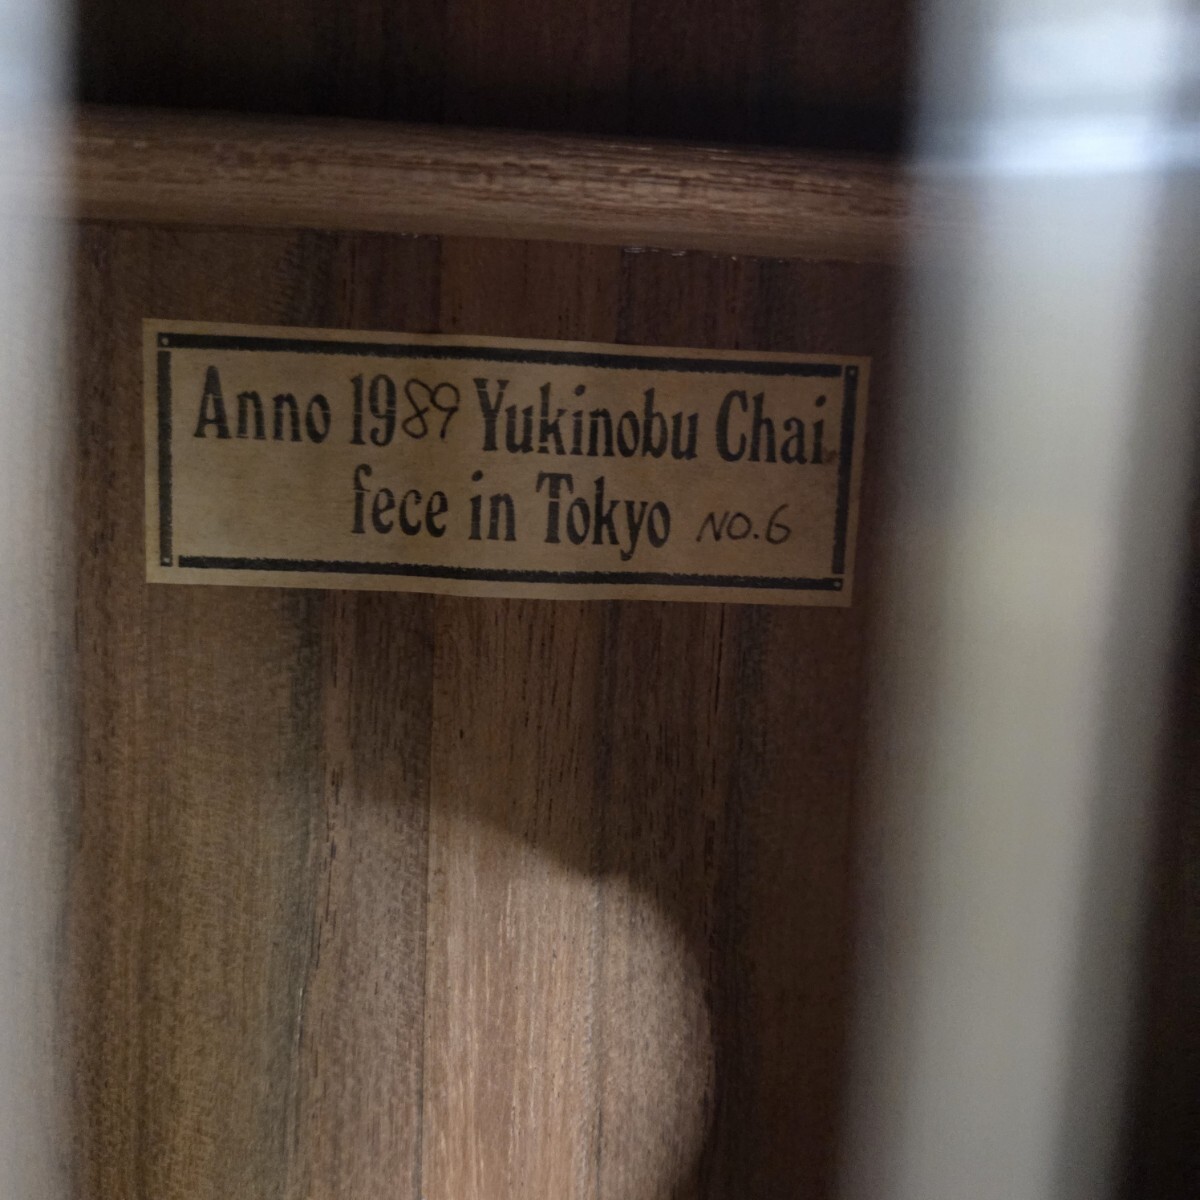 Anno 1989 Yukinobu Chai
fece in Tokyo NO.6